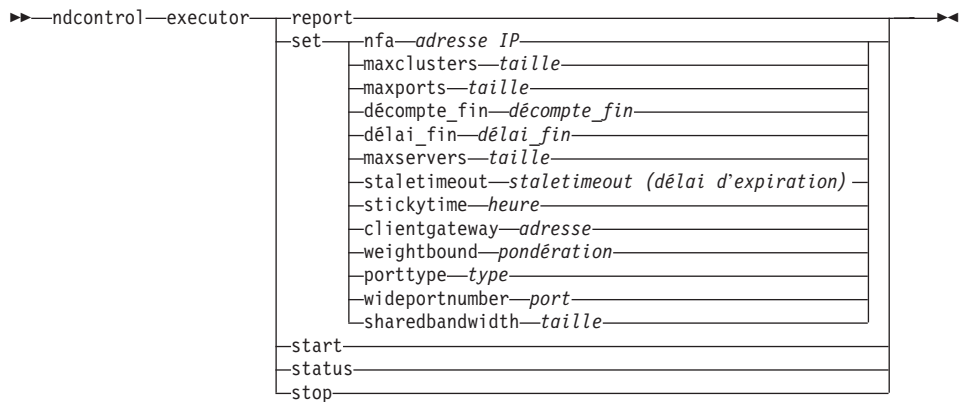 ndcontrol executor report
set nfa adresse IP
maxclusters taille
maxports taille
décompte_fin décompte_fin
délai_fin délai_fin
maxservers taille
staletimeout staletimeout (délai d'expiration)
stickytime heure
clientgateway adresse
weightbound pondération
porttype type
wideportnumber port
sharedbandwidth taille
start
status
stop